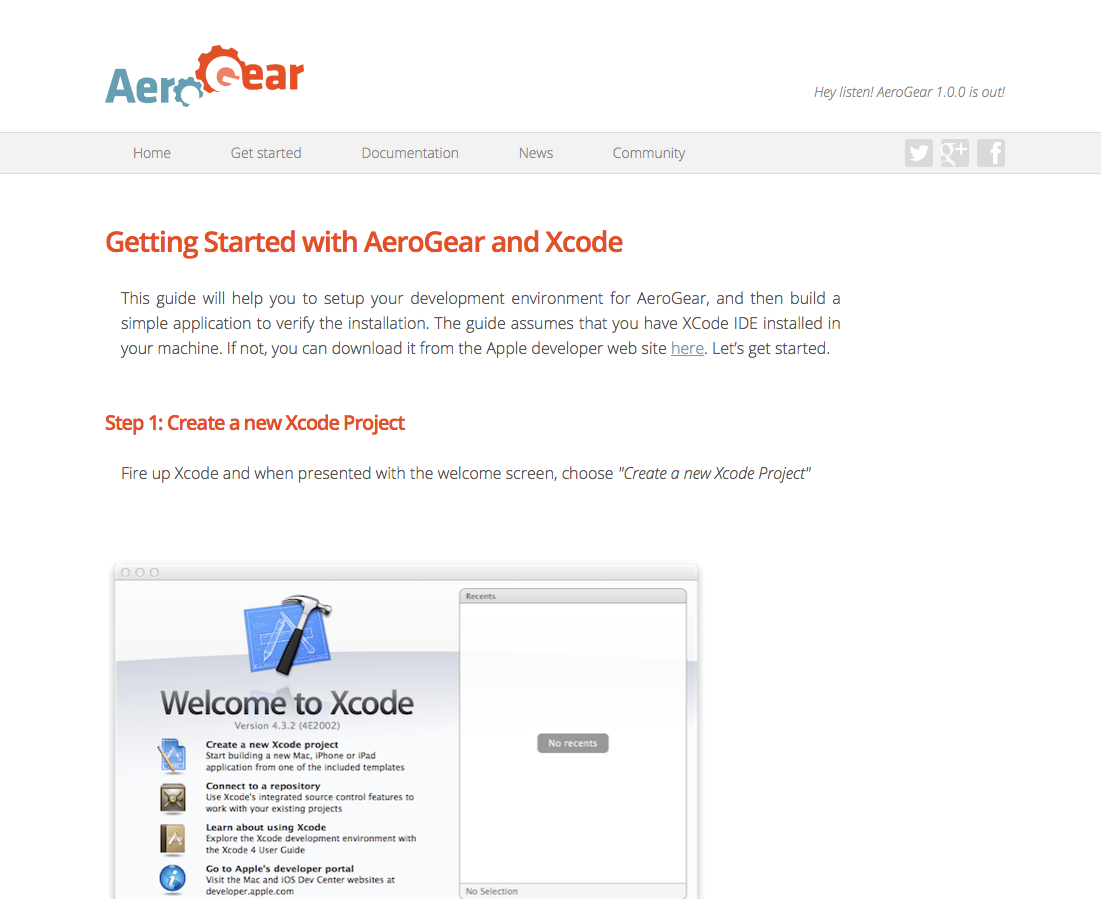 AeroGear
Hey listen! AeroGear 1.0.0 is out!
Home Get started Documentation News Community
Getting Started with AeroGear and Xcode
This guide will help you to setup your development environment for AeroGear, and then build a
simple application to verify the installation. The guide assumes that you have XCode IDE installed in
your machine. If not, you can download it from the Apple developer web site here. Let's get started.
Step 1: Create a new Xcode Project
Fire up Xcode and when presented with the welcome screen, choose "Create a new Xcode Project"
Welcome to Xcode
Version 4.3.2 (4E2002)
Create a new Xcode project
Start building a new Mac, iPhone or iPad
application from one of the included templates
Connect to a repository
Use Xcode's integrated source control features to
work with your existing projects
Learn about using Xcode
Explore the Xcode development environment with
the Xcode 4 User Guide
Go to Apple's developer portal
Visit the Mac and iOS Dev Center websites at
developer.apple.com
Recents
No recents
No Selection